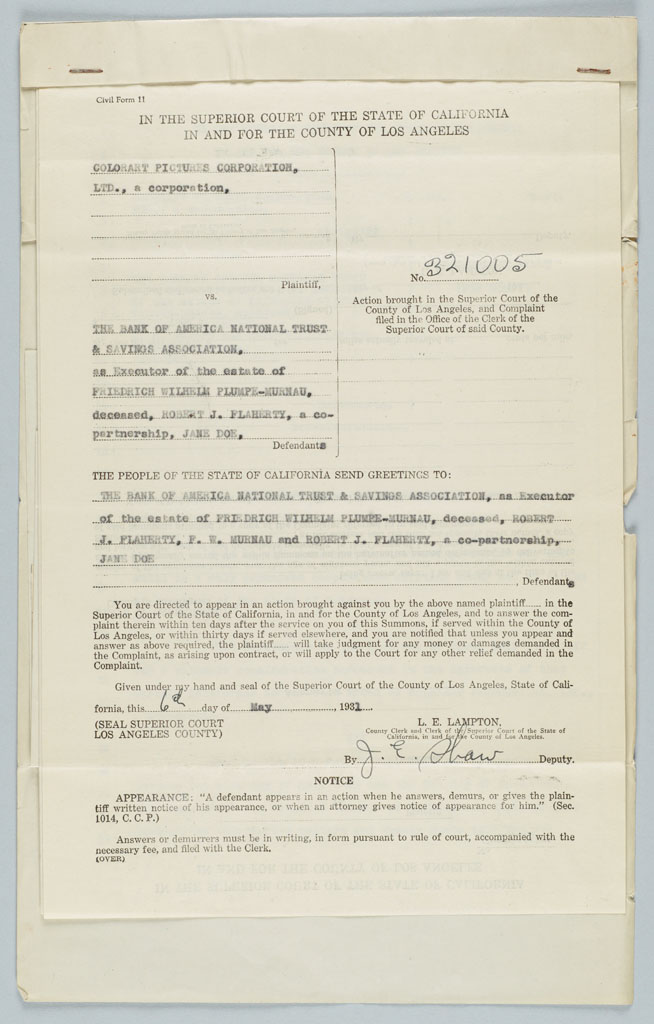 Civil Form 11
IN THE SUPERIOR COURT OF THE STATE OF CALIFORNIA
IN AND FOR THE COUNTY OF LOS ANGELES
COLORART PICTURES CORPORATION,
LTD., a corporation,
Plaintiff,
vs.
THE BANK OF AMERICA NATIONAL TRUST
& SAVINGS ASSOCIATION,
as Executor of the estate of
FRIEDRICH WILHELM PLUMPE-MURNAU,
deceased, ROBERT J. FLAHERTY, a co-
partnership, JANE DOE,
Defendants
No. 321005
Action brought in the Superior Court of the
County of Los Angeles, and Complaint
filed in the Office of the Clerk of the
Superior Court of said County.
THE PEOPLE OF THE STATE OF CALIFORNIA SEND GREETINGS TO:
THE BANK OF AMERICA NATIONAL TRUST & SAVINGS ASSOCIATION, as Executor
of the estate of FRIEDRICH WILHELM PLUMPE-MURNAU, deceased, ROBERT
J. FLAHERTY, F. W. MURNAU and ROBERT J. FLAHERTY, a co-partnership,
JANE DOE
, Defendants
You are directed to appear in an action brought against you by the above named plaintiff...... in the
Superior Court of the State of California, in and for the County of Los Angeles, and to answer the com-
plaint therein within ten days after the service on you of this Summons, if served within the County of
Los Angeles, or within thirty days if served elsewhere, and you are notified that unless you appear and
answer as above required, the plaintiff...... will take judgment for any money or damages demanded in
the Complaint, as arising upon contract, or will apply to the Court for any other relief demanded in the
Complaint.
Given under my hand and seal of the Superior Court of the County of Los Angeles, State of Cali-
fornia, this 6th day of May, 1931
(SEAL SUPERIOR COURT
LOS ANGELES COUNTY)
L. E. LAMPTON,
County Clerk and Clerk of the Superior Court of the State of
California, in and for the County of Los Angeles.
By J. E. Shaw Deputy.
NOTICE
APPEARANCE: "A defendant appears in an action when he answers, demurs, or gives the plain-
tiff written notice of his appearance, or when an attorney gives notice of appearance for him." (Sec.
1014, C. C. P.)
Answers or demurrers must be in writing, in form pursuant to rule of court, accompanied with the
necessary fee, and filed with the Clerk.
(OVER)